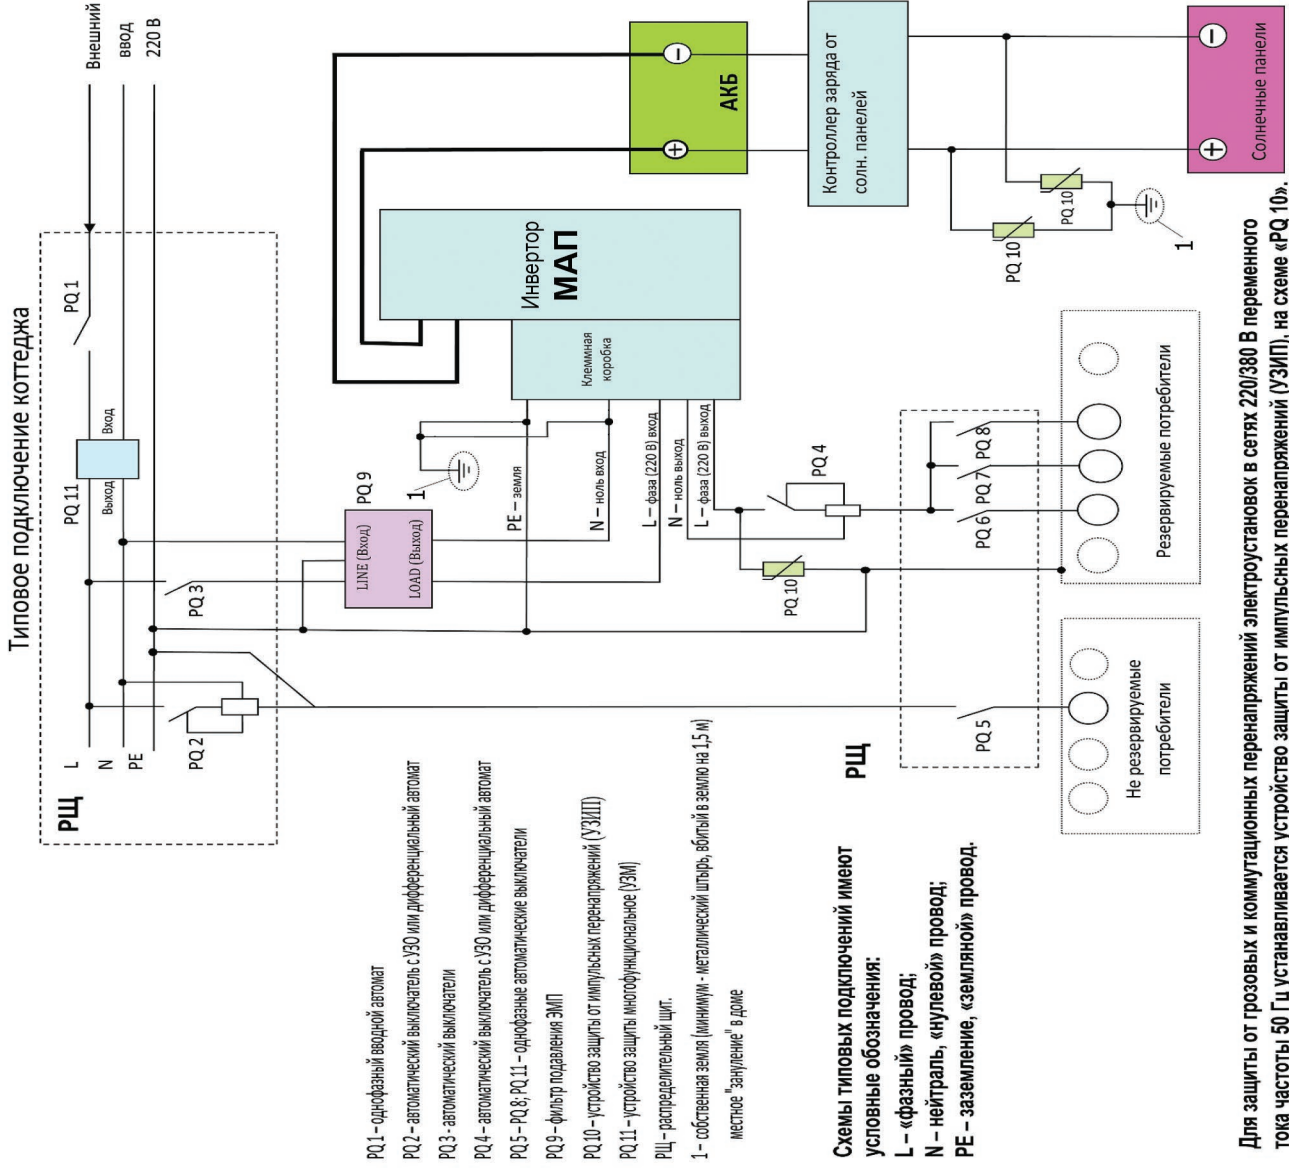 Типовое подключение коттеджа
РЩ
L
N
PE
PQ 2
PQ 3
PQ 11
Выход
Вход
PQ 1
Внешний
ввод
220 В
PQ 9
LINE (Вход)
LOAD (Выход)
1
PE – земля
N – ноль вход
L – фаза (220 В) вход
N – ноль выход
L – фаза (220 В) выход
Клеммная
коробка
Инвертор
МАП
АКБ
+
−
Контроллер заряда от
солн. панелей
Солнечные панели
+
−
PQ 10
PQ 10
1
PQ 10
PQ 4
РЩ
PQ 5
PQ 6
PQ 7
PQ 8
Не резервируемые
потребители
Резервируемые потребители
PQ 1 – однофазный вводной автомат
PQ 2 – автоматический выключатель с УЗО или дифференциальный автомат
PQ 3 - автоматический выключатели
PQ 4 – автоматический выключатель с УЗО или дифференциальный автомат
PQ 5 – PQ 8; PQ 11 – однофазные автоматические выключатели
PQ 9 – фильтр подавления ЭМП
PQ 10 – устройство защиты от импульсных перенапряжений (УЗИП)
PQ 11 – устройство защиты многофункциональное (УЗМ)
РЩ – распределительный щит.
1 – собственная земля (минимум - металлический штырь, вбитый в землю на 1,5 м)
местное "зануление" в доме
Схемы типовых подключений имеют
условные обозначения:
L – «фазный» провод;
N – нейтраль, «нулевой» провод;
PE – заземление, «земляной» провод.
Для защиты от грозовых и коммутационных перенапряжений электроустановок в сетях 220/380 В переменного
тока частоты 50 Гц устанавливается устройство защиты от импульсных перенапряжений (УЗИП), на схеме «PQ 10».